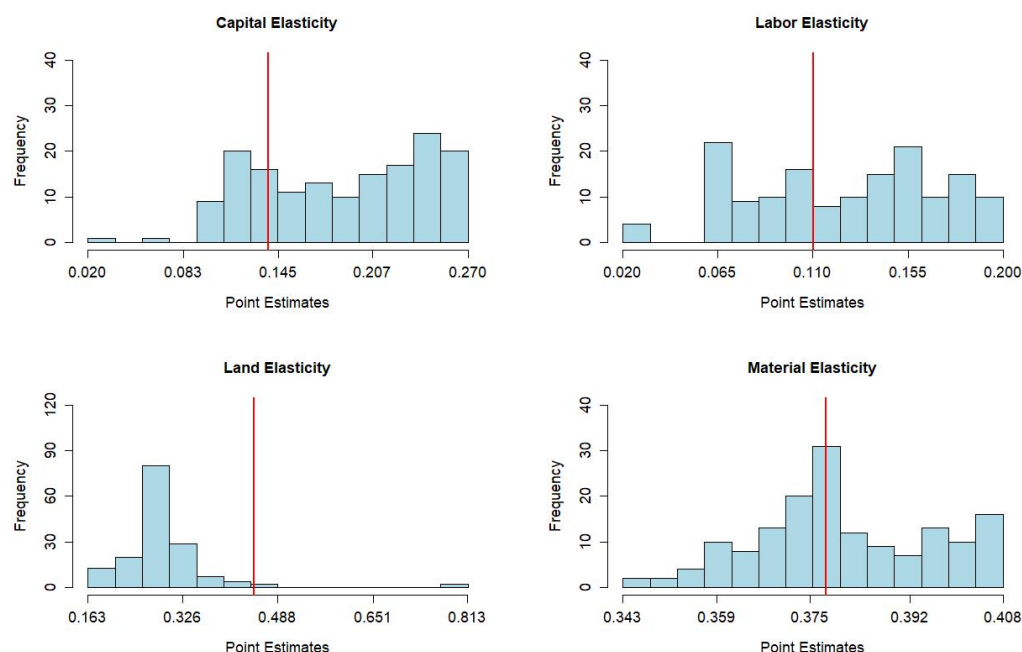 Capital Elasticity
Frequency
40
30
20
10
0
0.020 0.083 0.145 0.207 0.270
Point Estimates
Labor Elasticity
Frequency
40
30
20
10
0
0.020 0.065 0.110 0.155 0.200
Point Estimates
Land Elasticity
Frequency
120
90
60
30
0
0.163 0.326 0.488 0.651 0.813
Point Estimates
Material Elasticity
Frequency
40
30
20
10
0
0.343 0.359 0.375 0.392 0.408
Point Estimates